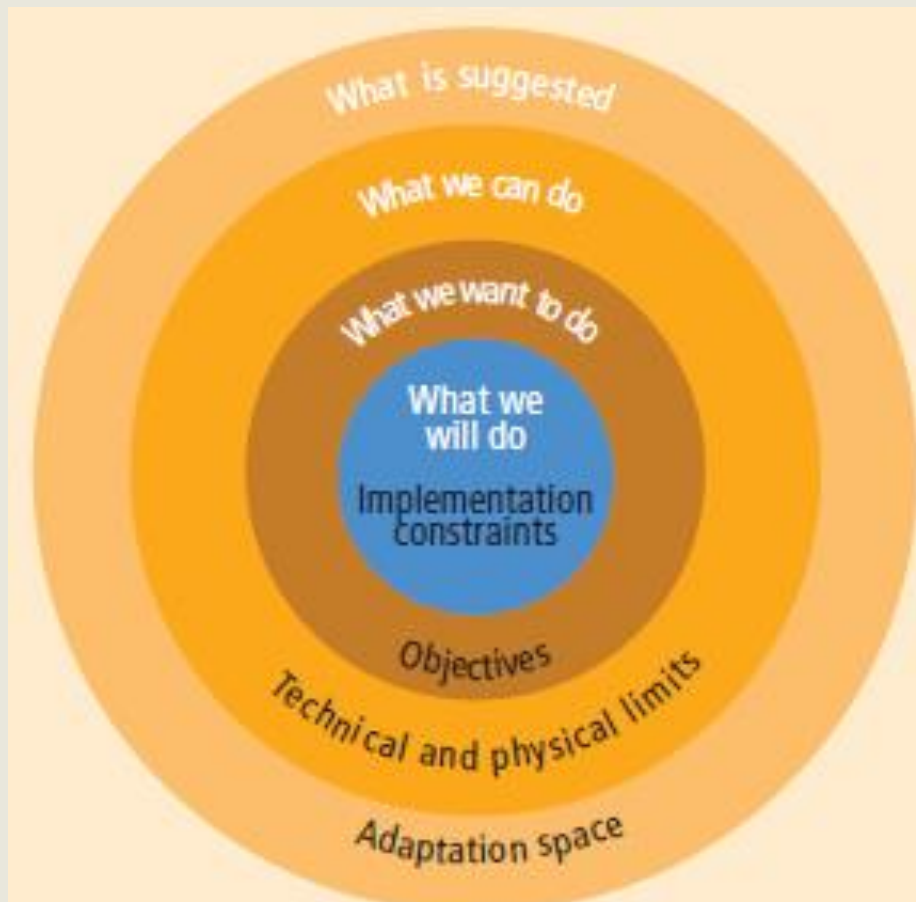 What is suggested
What we can do
What we want to do
What we
will do
Implementation
constraints
Objectives
Technical and physical limits
Adaptation space